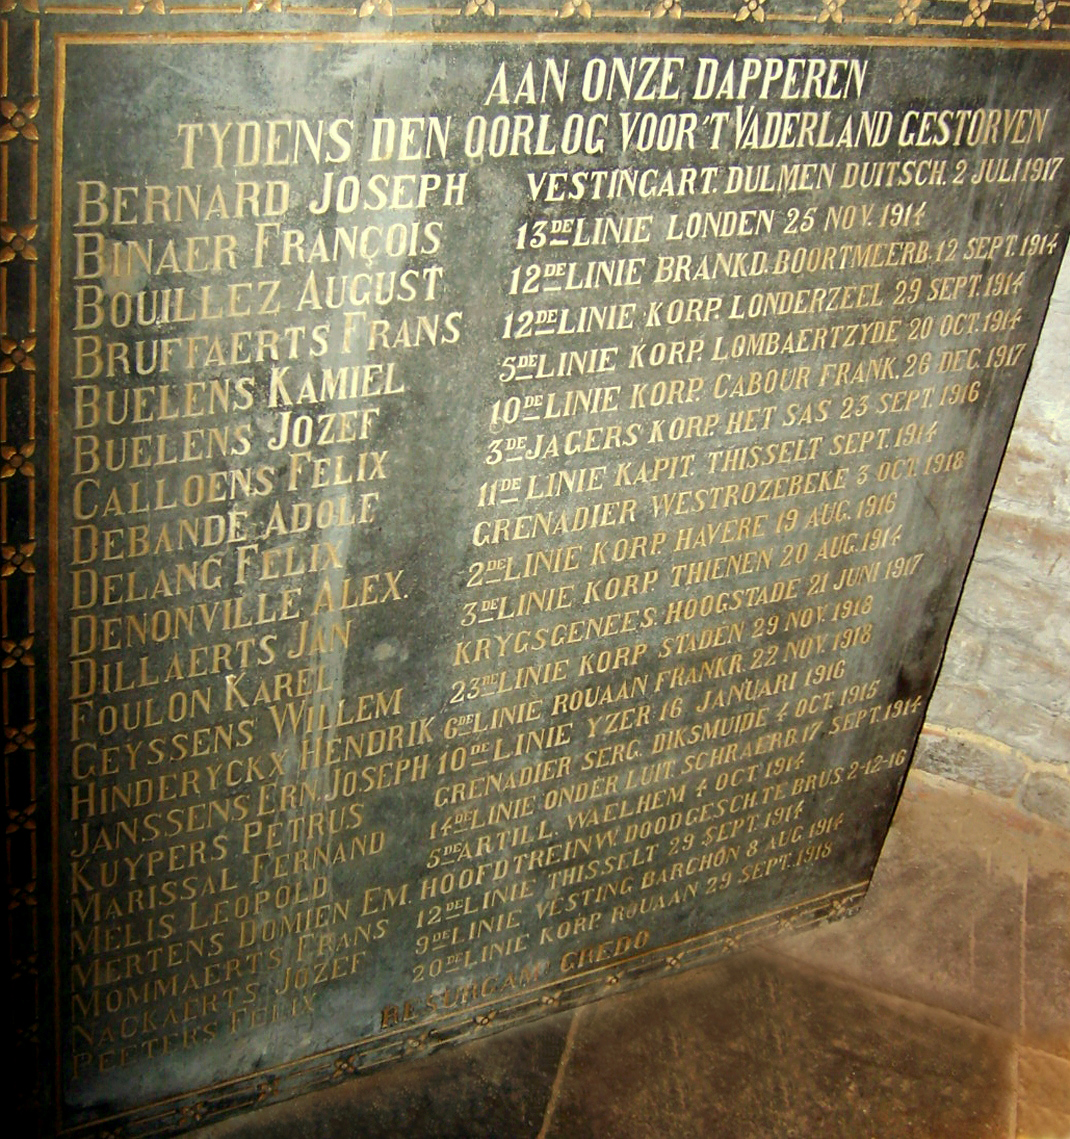 AAN ONZE DAPPEREN
TYDENS DEN OORLOG VOOR 'T VADERLAND GESTORVEN
BERNARD JOSEPH VESTINGART. DULMEN DUITSCH. 2 JULI 1917
BINAER FRANÇOIS 13DE LINIE LONDEN 25 NOV. 1914
BOUILLEZ AUGUST 12DE LINIE BRANKD. BOORTMEERB. 12 SEPT. 1914
BRUFFAERTS FRANS 12DE LINIE KORP. LONDERZEEL 29 SEPT. 1914
BUELENS KAMIEL 5DE LINIE KORP. LOMBAERTZYDE 20 OCT. 1914
BUELENS JOZEF 10DE LINIE KORP. CABOUR FRANK. 26 DEC. 1917
CALLOENS FELIX 3DE JAGERS KORP. HET SAS 23 SEPT 1916
DEBANDE ADOLF 11DE LINIE KAPIT. THISSELT SEPT. 1914
DELANG FELIX GRENADIER WESTROZEBEKE 3 OCT. 1918
DENONVILLE ALEX. 2DE LINIE KORP. HAVERE 19 AUG. 1916
DILLAERTS JAN 3DE LINIE KORP THIENEN 20 AUG. 1914
FOULON KAREL KRYGSGENEES. HOOGSTADE 21 JUNI 1917
GEYSSENS WILLEM 23DE LINIE KORP STADEN 29 NOV. 1918
HINDERYCKX HENDRIK 6DE LINIE ROUAAN FRANKR. 22 NOV. 1918
JANSSENS ERN. JOSEPH 10DE LINIE YZER 16 JANUARI 1916
KUYPERS PETRUS GRENADIER SERG. DIKSMUIDE 4 OCT. 1915
MARISSAL FERNAND 14DE LINIE ONDER LUIT. SCHRAERB. 17 SEPT. 1914
MELIS LEOPOLD 5DE ARTILL. WAELHEM 4 OCT 1914
MERTENS DOMIEN EM. HOOFDTREINW. DOODGESCH. TE BRUS. 2-12-16
MOMMAERTS FRANS 12DE LINIE THISSELT 29 SEPT. 1914
NACKAERTS JOZEF 9DE LINIE VESTING BARCHON 8 AUG. 1914
PEETERS FELIX 20DE LINIE KORP ROUAAN 29 SEPT. 1918
RESURGAM! CREDO